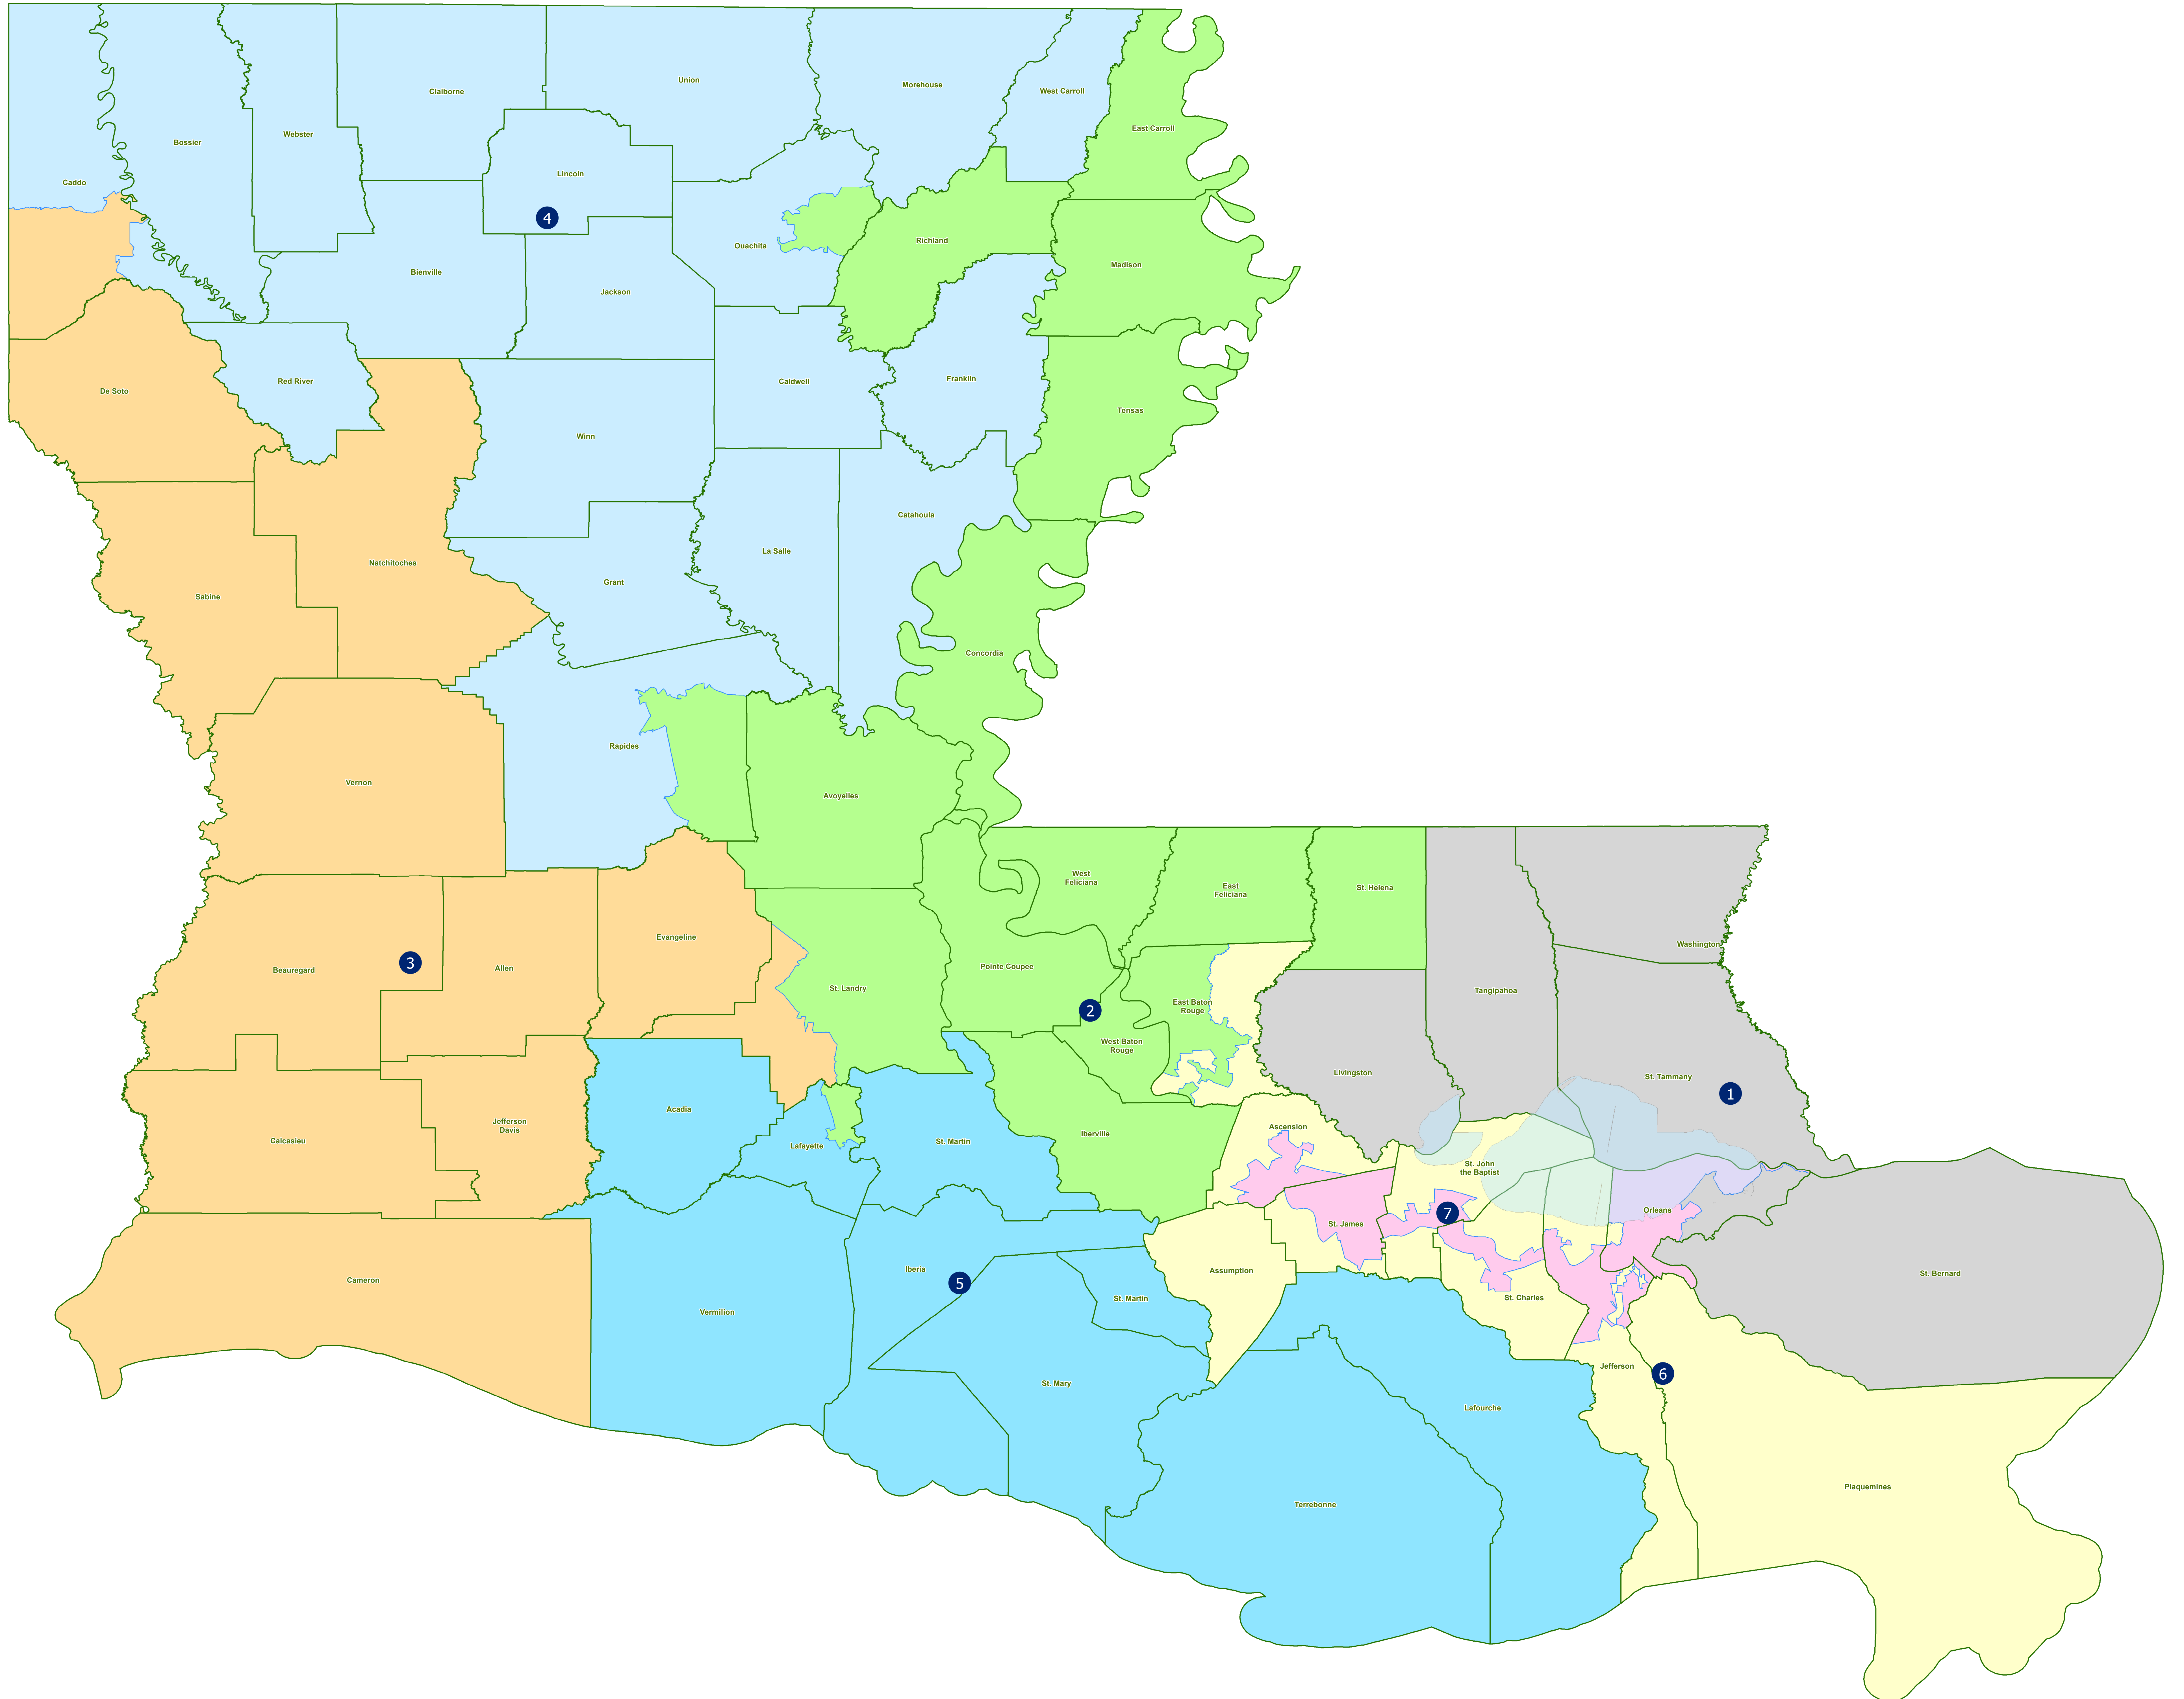 Union
Morehouse
Claiborne
West Carroll
East Carroll
Webster
Bossier
Lincoln
Caddo
4
Richland
Ouachita
Madison
Bienville
Jackson
Red River
Caldwell
Franklin
De Soto
Tensas
Winn
Catahoula
La Salle
Natchitoches
Grant
Sabine
Concordia
Rapides
Vernon
Avoyelles
West
Feliciana
East
Feliciana
St. Helena
Evangeline
Washington
3
Beauregard
Allen
Pointe Coupee
St. Landry
Tangipahoa
East Baton
Rouge
2
West Baton
Rouge
Livingston
St. Tammany
1
Acadia
Jefferson
Davis
Calcasieu
Lafayette
St. Martin
Iberville
Ascension
St. John
the Baptist
7
Orleans
St. James
Iberia
Assumption
St. Bernard
Cameron
5
St. Martin
St. Charles
Vermilion
Jefferson
6
St. Mary
Lafourche
Plaquemines
Terrebonne